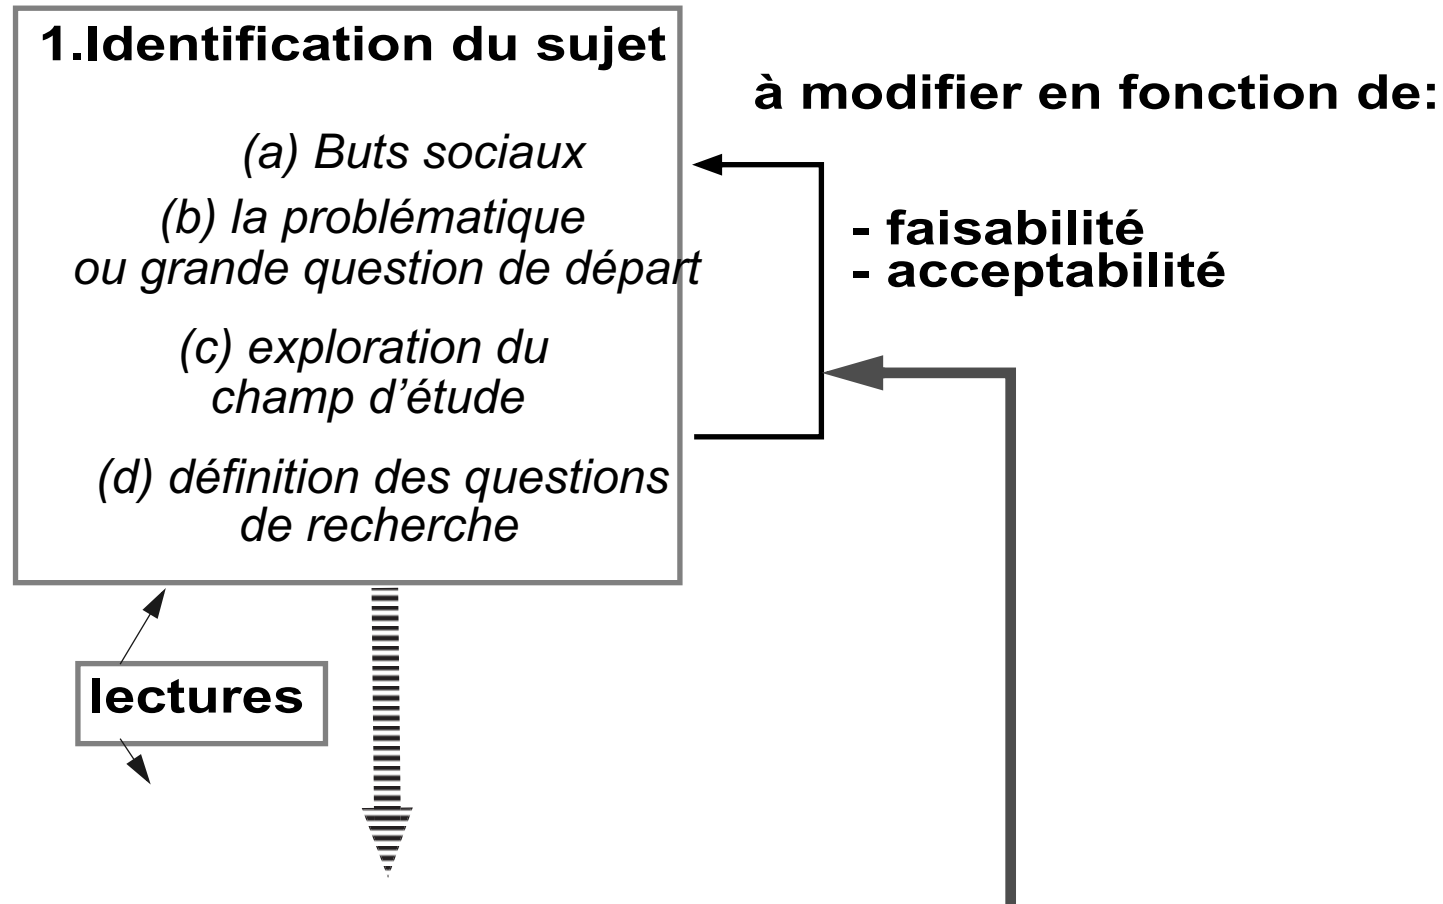 1.Identification du sujet
à modifier en fonction de:
(a) Buts sociaux
(b) la problématique
ou grande question de départ
- faisabilité
- acceptabilité
(c) exploration du
champ d’étude
(d) définition des questions
de recherche
lectures